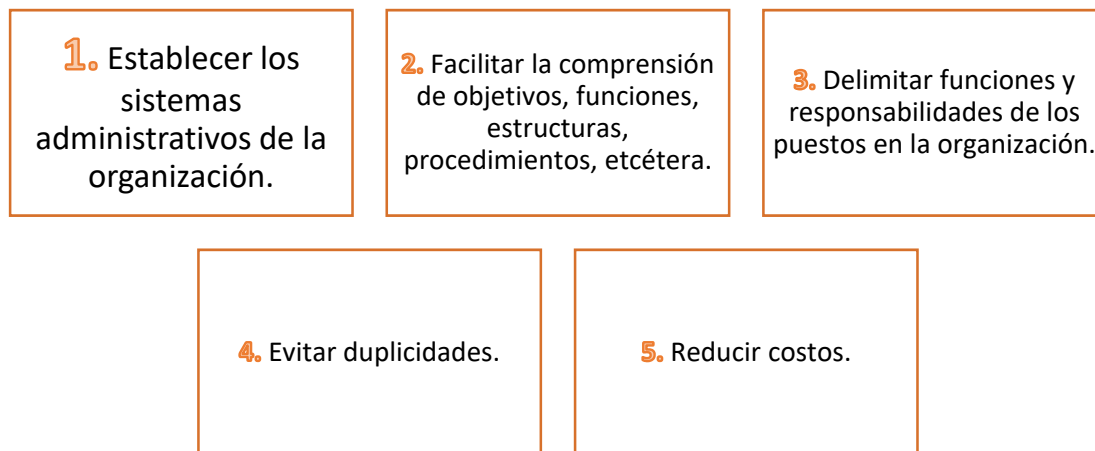 1. Establecer los
sistemas
administrativos de la
organización.
2. Facilitar la comprensión
de objetivos, funciones,
estructuras,
procedimientos, etcétera.
3. Delimitar funciones y
responsabilidades de los
puestos en la organización.
4. Evitar duplicidades.
5. Reducir costos.